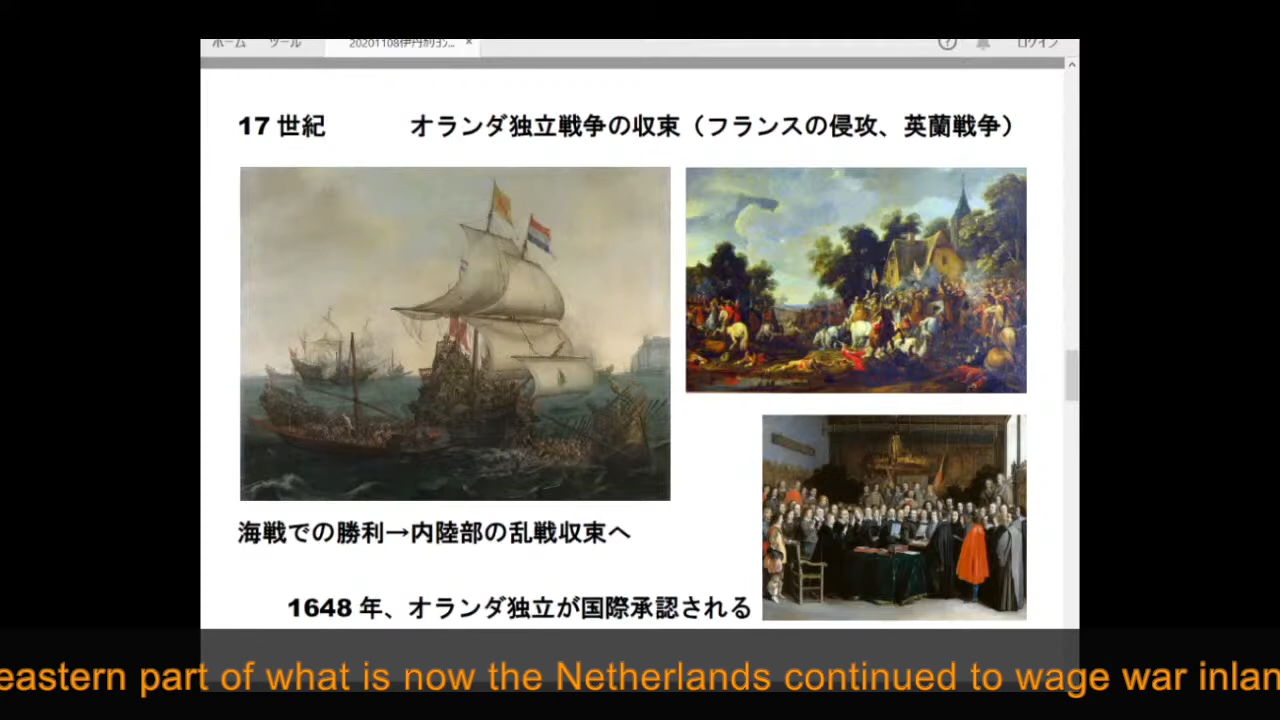 ホーム ツール 20201108伊丹ﾖﾘﾖﾝ... × ? ログイン
17 世紀 オランダ独立戦争の収束（フランスの侵攻、英蘭戦争）
海戦での勝利→内陸部の乱戦収束へ
1648 年、オランダ独立が国際承認される
eastern part of what is now the Netherlands continued to wage war inlan